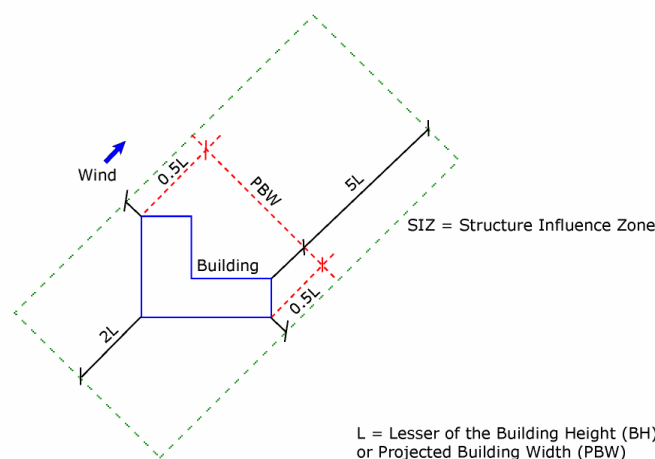 Wind
0.5L
PBW
5L
SIZ = Structure Influence Zone
Building
0.5L
2L
L = Lesser of the Building Height (BH)
or Projected Building Width (PBW)